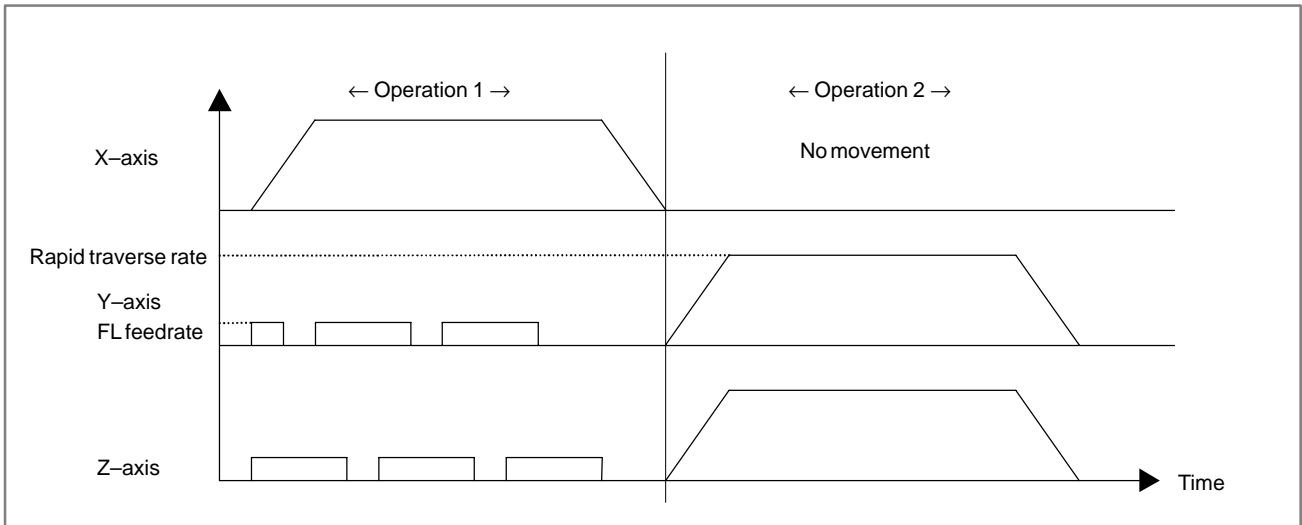 ← Operation 1 →
← Operation 2 →
X–axis
No movement
Rapid traverse rate
Y–axis
FL feedrate
Z–axis
Time